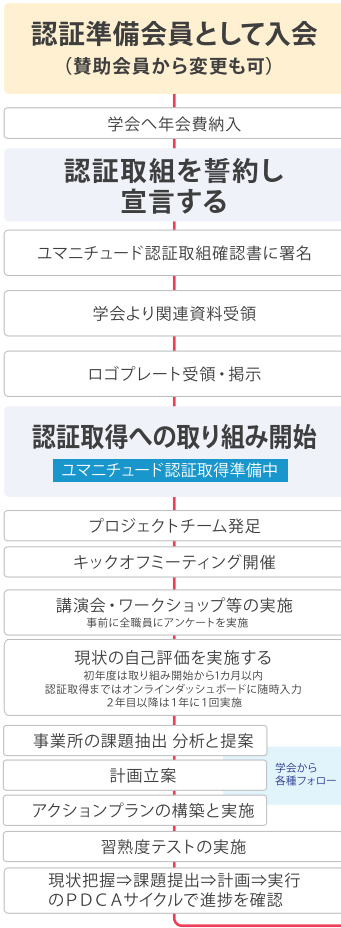 認証準備会員として入会
（賛助会員から変更も可）
学会へ年会費納入
認証取組を誓約し
宣言する
ユマニチュード認証取組確認書に署名
学会より関連資料受領
ロゴプレート受領・掲示
認証取得への取り組み開始
ユマニチュード認証取得準備中
プロジェクトチーム発足
キックオフミーティング開催
講演会・ワークショップ等の実施
事前に全職員にアンケートを実施
現状の自己評価を実施する
初年度は取り組み開始から1カ月以内
認証取得まではオンラインダッシュボードに随時入力
２年目以降は１年に１回実施
事業所の課題抽出 分析と提案
計画立案
学会から
各種フォロー
アクションプランの構築と実施
習熟度テストの実施
現状把握⇒課題提出⇒計画⇒実行
のＰＤＣＡサイクルで進捗を確認